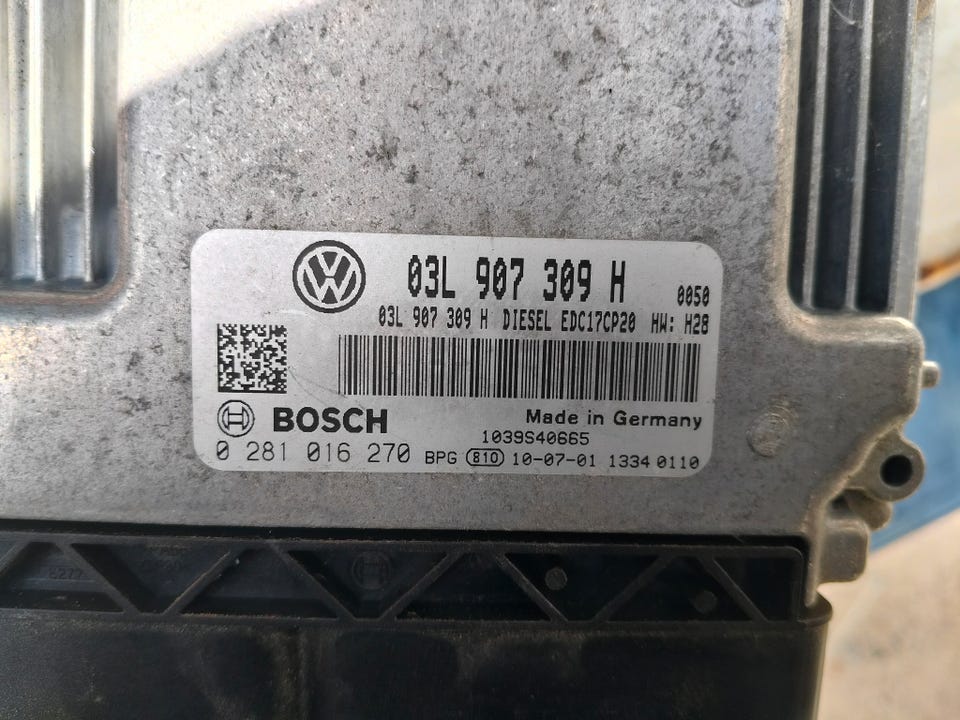 03L 907 309 H 0050
03L 907 309 H DIESEL EDC17CP20 HW: H28
BOSCH Made in Germany
1039S40665
0 281 016 270 BPG 810 10-07-01 1334 0110